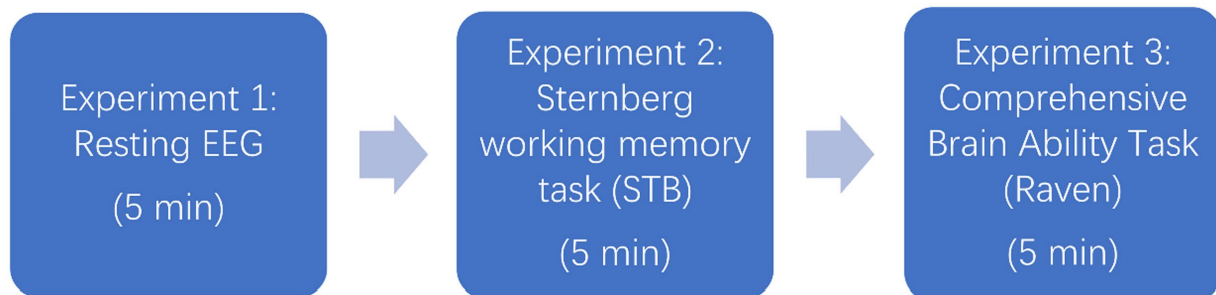 Experiment 1:
Resting EEG
(5 min)
Experiment 2:
Sternberg
working memory
task (STB)
(5 min)
Experiment 3:
Comprehensive
Brain Ability Task
(Raven)
(5 min)